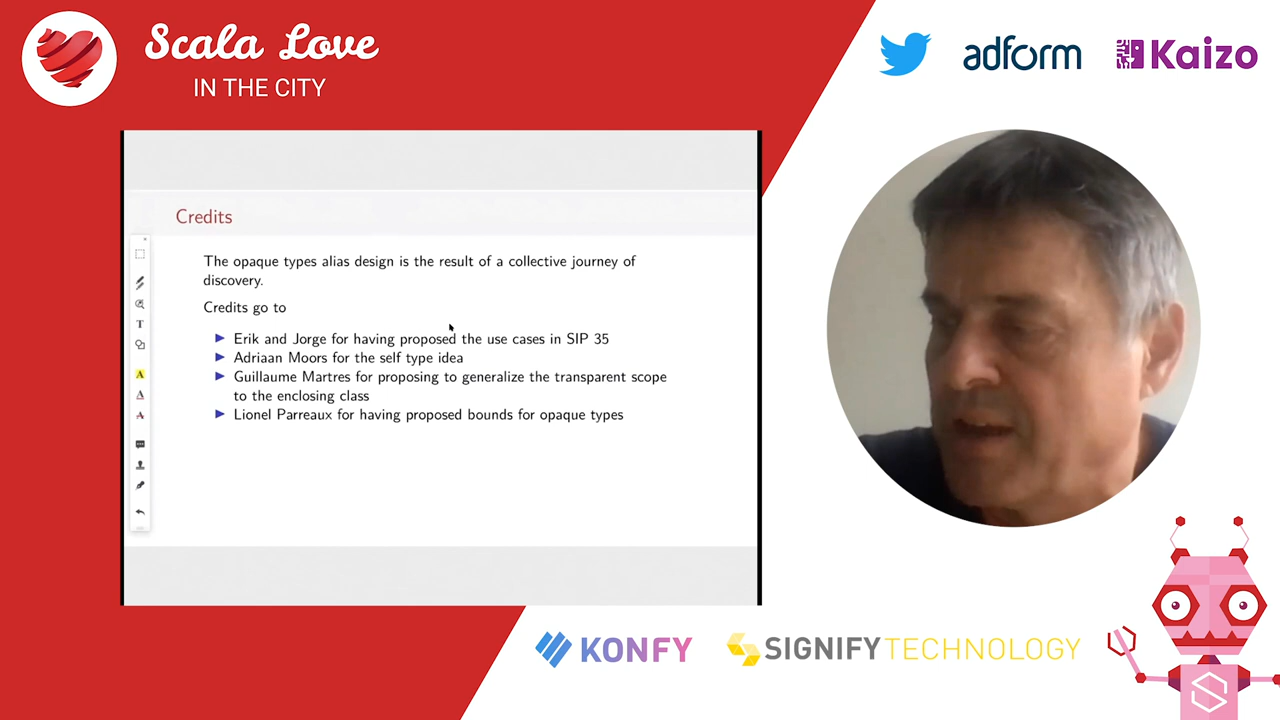 Scala Love
IN THE CITY
adform
Kaizo
Credits
The opaque types alias design is the result of a collective journey of
discovery.
Credits go to
Erik and Jorge for having proposed the use cases in SIP 35
Adriaan Moors for the self type idea
Guillaume Martres for proposing to generalize the transparent scope
to the enclosing class
Lionel Parreaux for having proposed bounds for opaque types
T
A
A
A
KONFY
SIGNIFYTECHNOLOGY